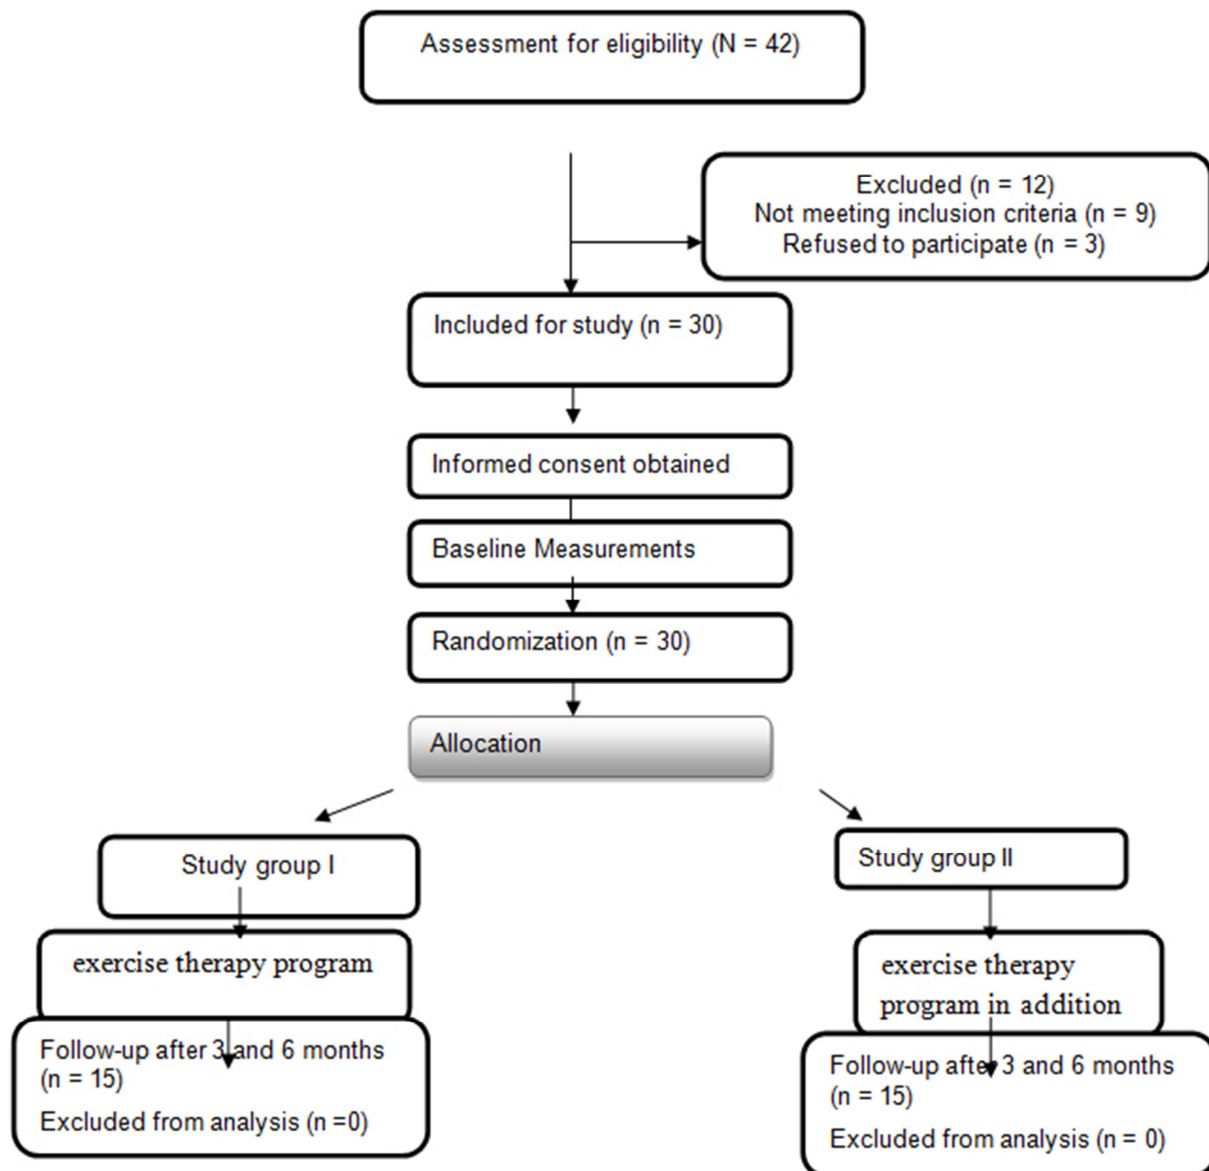 Assessment for eligibility (N = 42)
Excluded (n = 12)
Not meeting inclusion criteria (n = 9)
Refused to participate (n = 3)
Included for study (n = 30)
Informed consent obtained
Baseline Measurements
Randomization (n = 30)
Allocation
Study group I
exercise therapy program
Follow-up after 3 and 6 months
(n = 15)
Excluded from analysis (n =0)
Study group II
exercise therapy
program in addition
Follow-up after 3 and 6 months
(n = 15)
Excluded from analysis (n = 0)